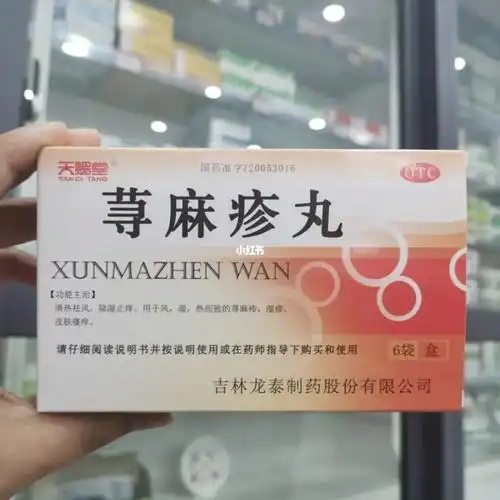 天赐堂®
TIAN CI TANG
国药准字Z20053016
OTC
荨麻疹丸
小红书
XUNMAZHEN WAN
【功能主治】
清热祛风，除湿止痒。用于风、湿、热而致的荨麻疹，湿疹，
皮肤瘙痒。
请仔细阅读说明书并按说明使用或在药师指导下购买和使用
6袋 盒
吉林龙泰制药股份有限公司